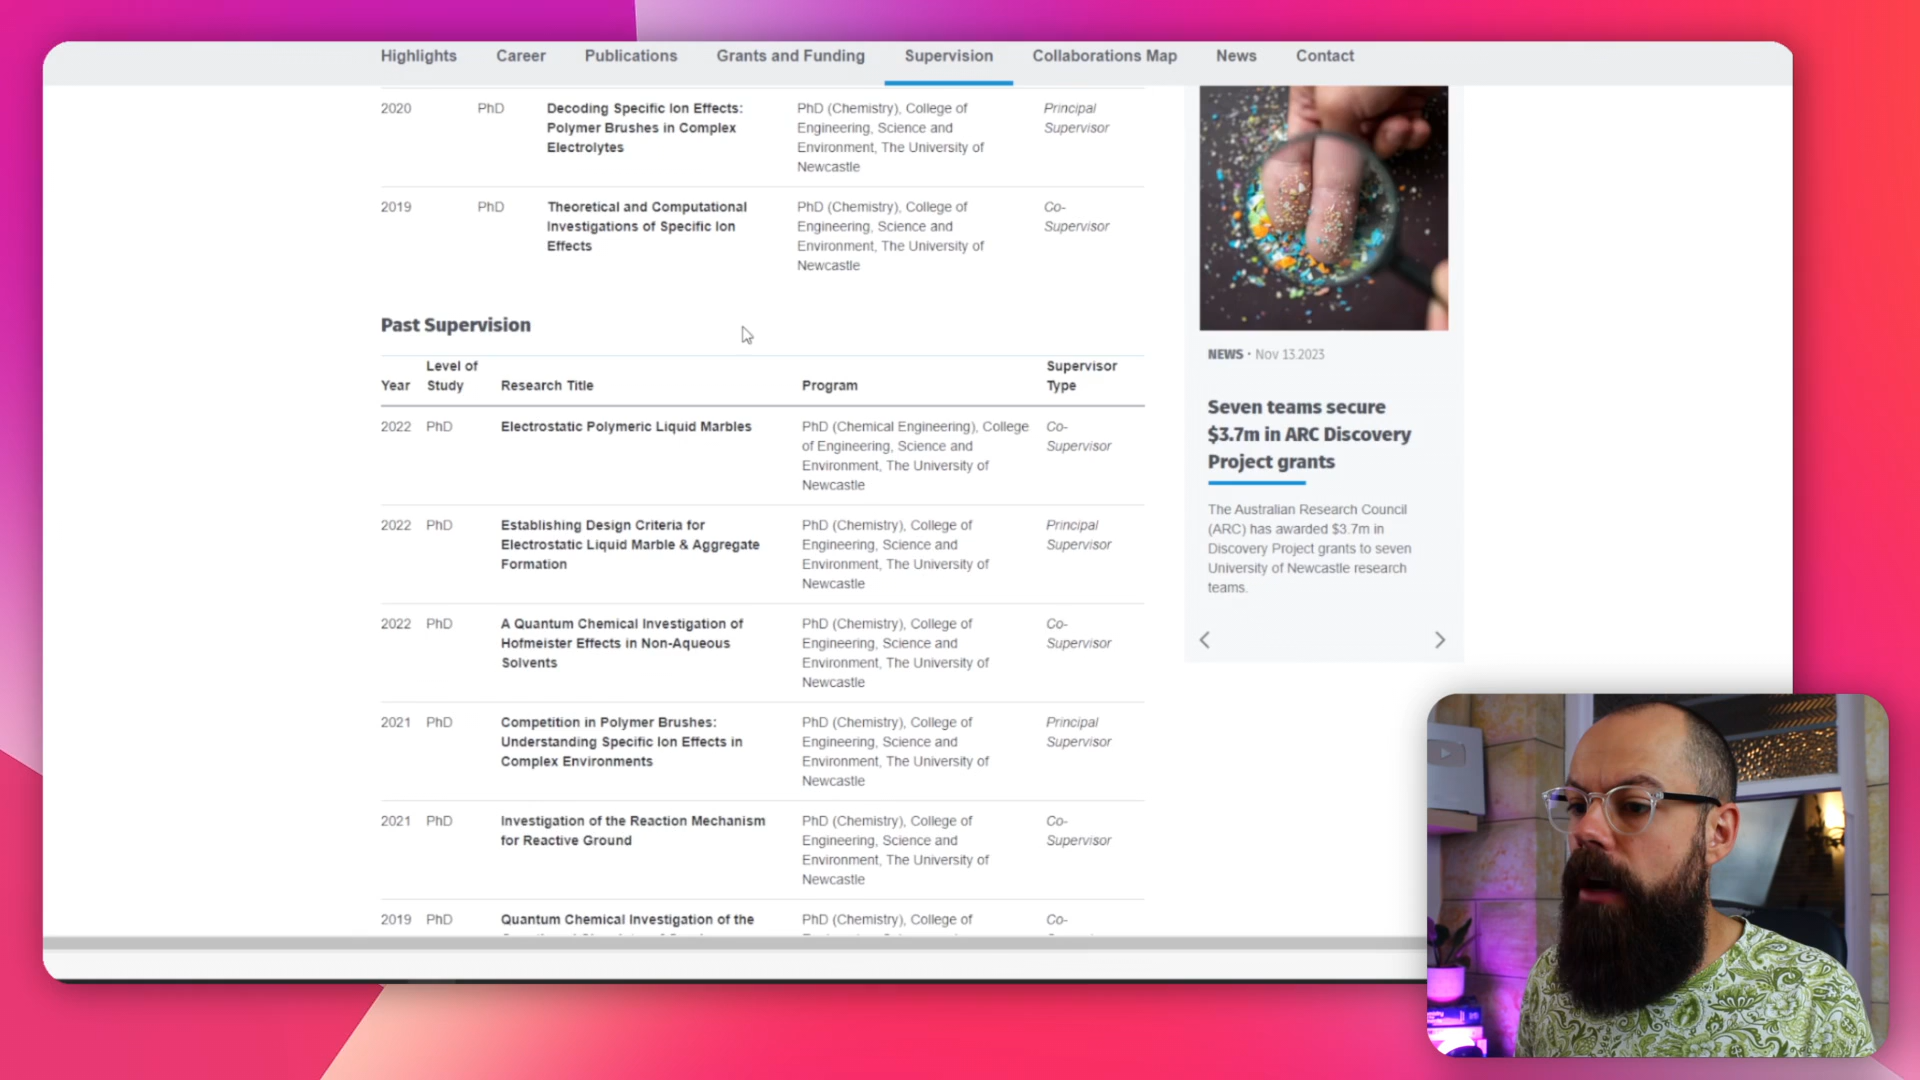 Highlights Career Publications Grants and Funding Supervision Collaborations Map News Contact
2020 PhD Decoding Specific Ion Effects: PhD (Chemistry), College of Principal
Polymer Brushes in Complex Engineering, Science and Supervisor
Electrolytes Environment, The University of
Newcastle
2019 PhD Theoretical and Computational PhD (Chemistry), College of Co-
Investigations of Specific Ion Engineering, Science and Supervisor
Effects Environment, The University of
Newcastle
Past Supervision
Level of Supervisor
Year Study Research Title Program Type
2022 PhD Electrostatic Polymeric Liquid Marbles PhD (Chemical Engineering), College Co-
of Engineering, Science and Supervisor
Environment, The University of
Newcastle
2022 PhD Establishing Design Criteria for PhD (Chemistry), College of Principal
Electrostatic Liquid Marble & Aggregate Engineering, Science and Supervisor
Formation Environment, The University of
Newcastle
2022 PhD A Quantum Chemical Investigation of PhD (Chemistry), College of Co-
Hofmeister Effects in Non-Aqueous Engineering, Science and Supervisor
Solvents Environment, The University of
Newcastle
2021 PhD Competition in Polymer Brushes: PhD (Chemistry), College of Principal
Understanding Specific Ion Effects in Engineering, Science and Supervisor
Complex Environments Environment, The University of
Newcastle
2021 PhD Investigation of the Reaction Mechanism PhD (Chemistry), College of Co-
for Reactive Ground Engineering, Science and Supervisor
Environment, The University of
Newcastle
2019 PhD Quantum Chemical Investigation of the PhD (Chemistry), College of Co-
NEWS • Nov 13.2023
Seven teams secure
$3.7m in ARC Discovery
Project grants
The Australian Research Council
(ARC) has awarded $3.7m in
Discovery Project grants to seven
University of Newcastle research
teams.